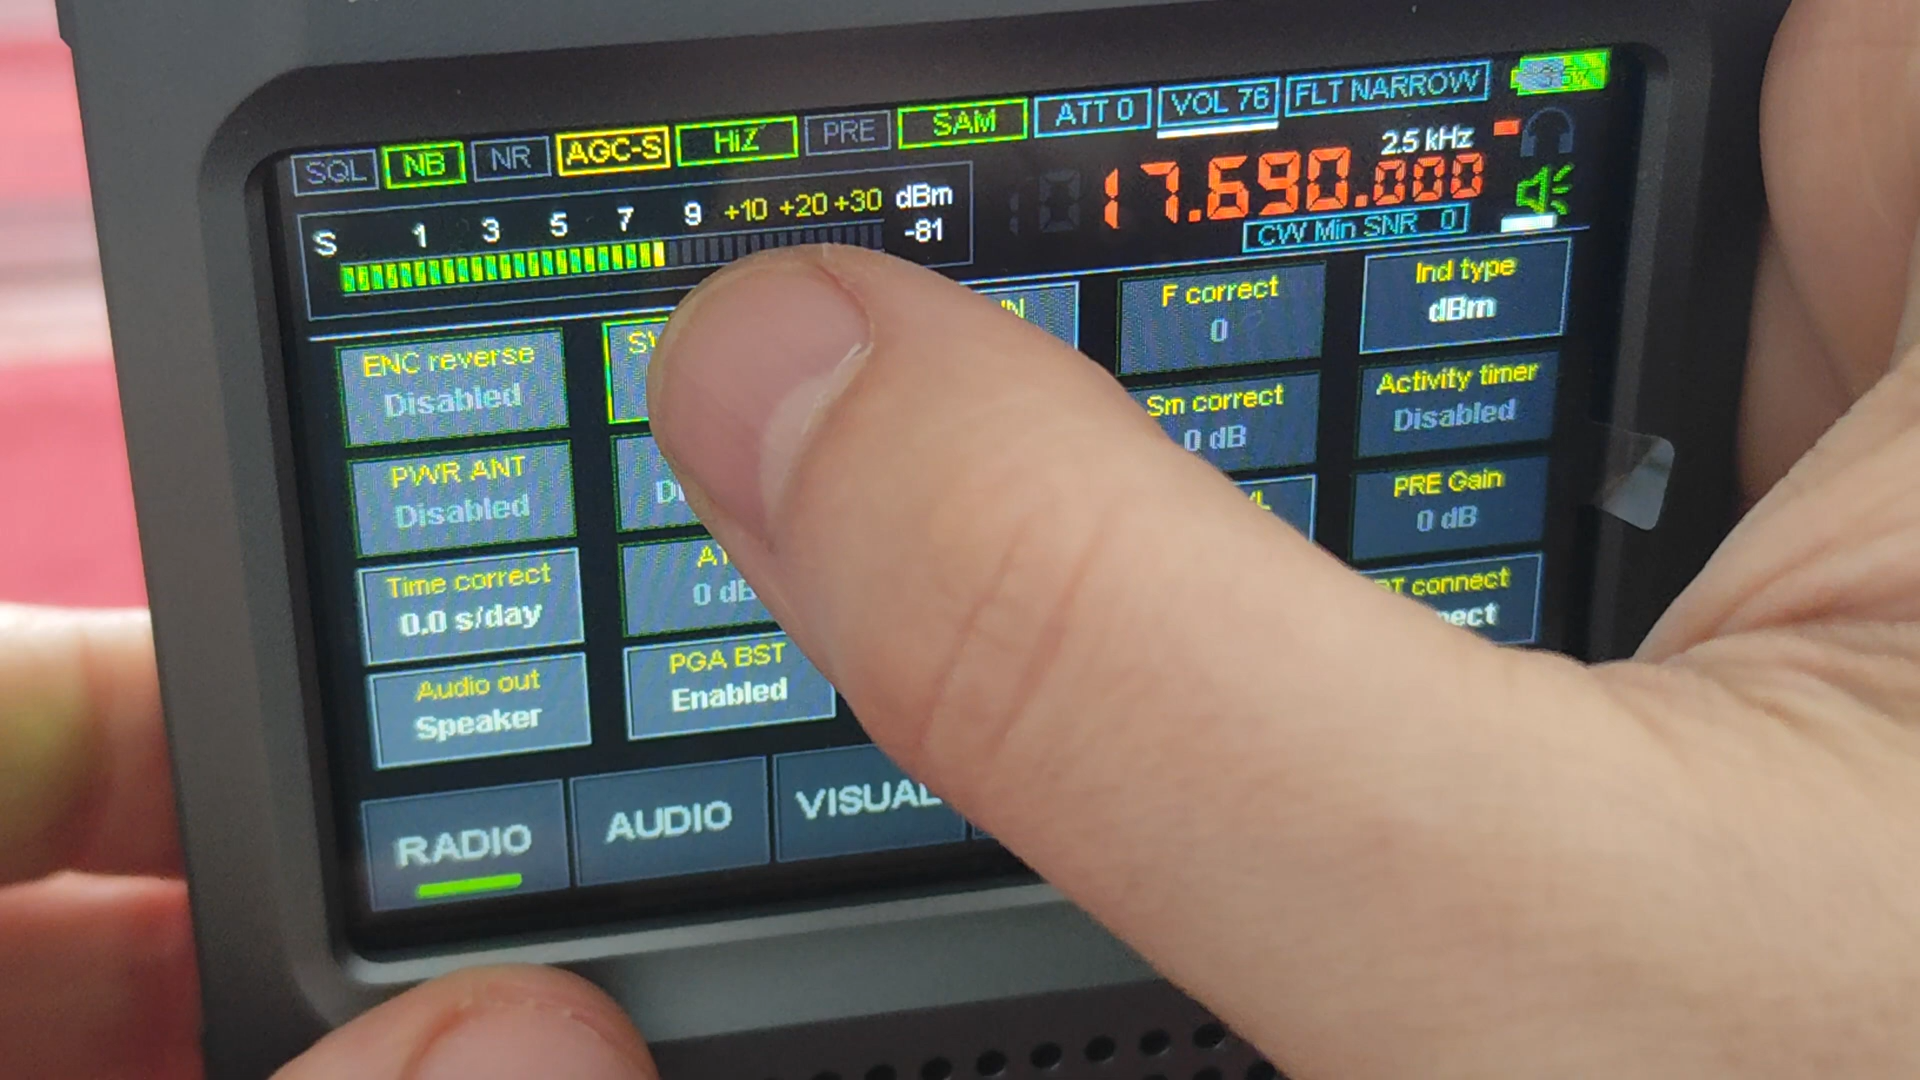 SQL NB NR AGC-S HiZ PRE SAM ATT 0 VOL 76 FLT NARROW
2.5 kHz
S 1 3 5 7 9 +10 +20 +30 dBm
-81
17.690.000
CW Min SNR 0
ENC reverse
Disabled
F correct
0
Ind type
dBm
PWR ANT
Disabled
Sm correct
0 dB
Activity timer
Disabled
Time correct
0.0 s/day
0 dB
PRE Gain
0 dB
Audio out
Speaker
PGA BST
Enabled
connect
RADIO AUDIO VISUAL